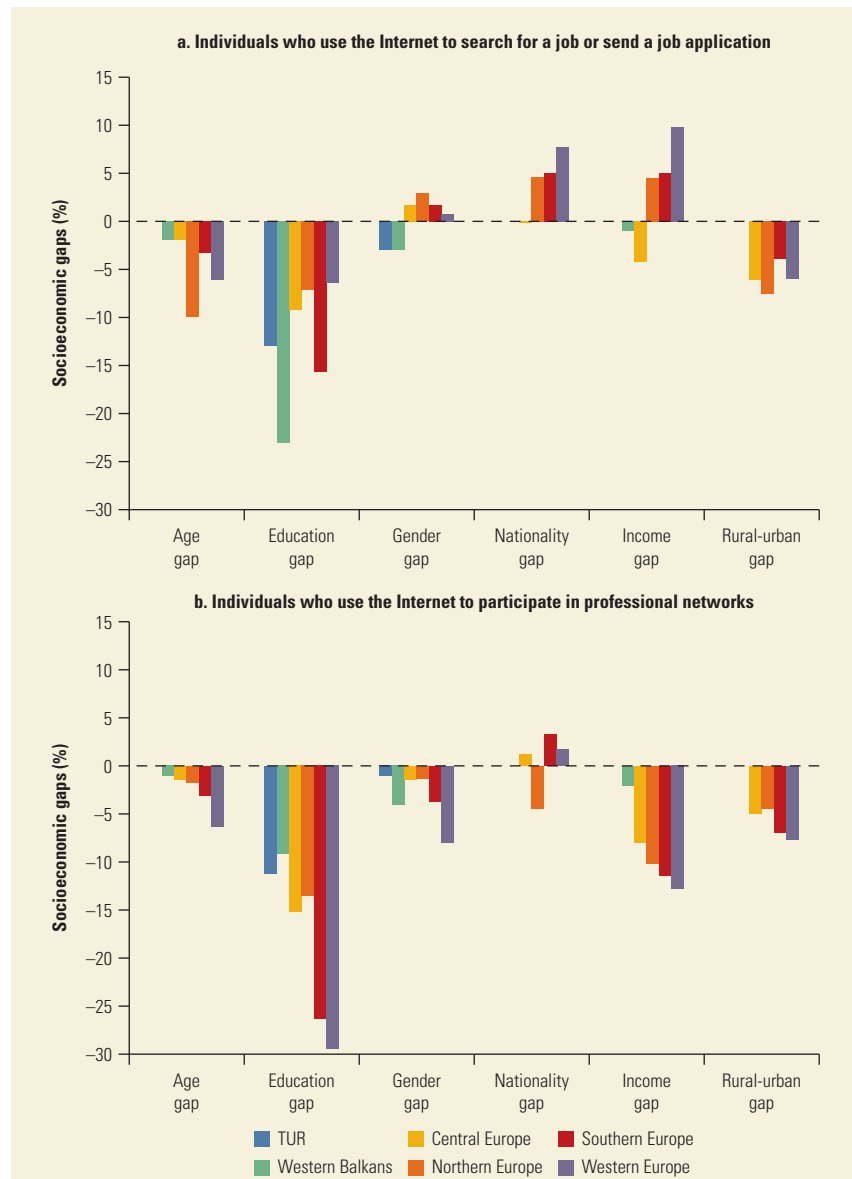 a. Individuals who use the Internet to search for a job or send a job application
Socioeconomic gaps (%)
15
10
5
0
–5
–10
–15
–20
–25
–30
Age gap
Education gap
Gender gap
Nationality gap
Income gap
Rural-urban gap
b. Individuals who use the Internet to participate in professional networks
Socioeconomic gaps (%)
15
10
5
0
–5
–10
–15
–20
–25
–30
Age gap
Education gap
Gender gap
Nationality gap
Income gap
Rural-urban gap
TUR
Central Europe
Southern Europe
Western Balkans
Northern Europe
Western Europe